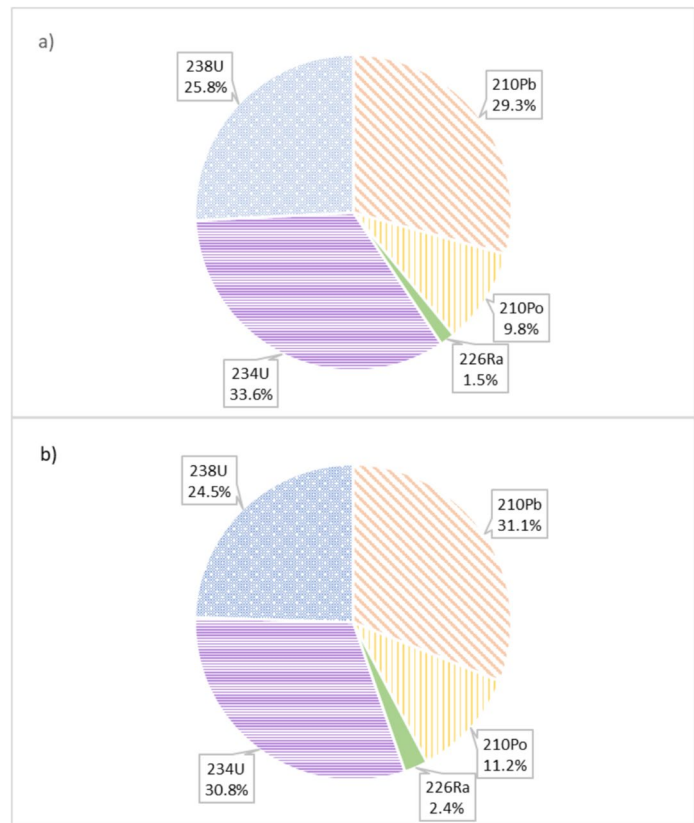 a)
238U
25.8%
210Pb
29.3%
210Po
9.8%
226Ra
1.5%
234U
33.6%
b)
238U
24.5%
210Pb
31.1%
210Po
11.2%
226Ra
2.4%
234U
30.8%